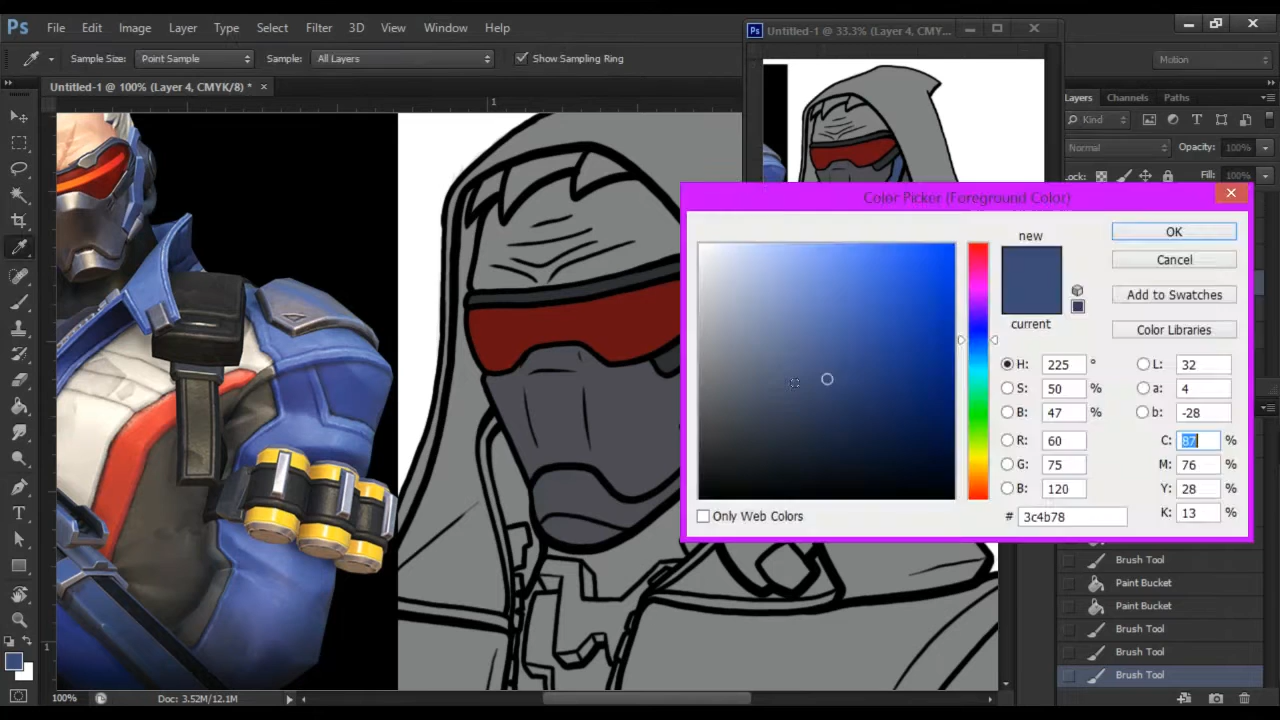 Ps File Edit Image Layer Type Select Filter 3D View Window Help
Ps Untitled-1 @ 33.3% (Layer 4, CMY...
Sample Size: Point Sample Sample: All Layers Show Sampling Ring Motion
Untitled-1 @ 100% (Layer 4, CMYK/8) * ×
1
Layers Channels Paths
Kind
Normal Opacity: 100%
Lock: Fill: 100%
Color Picker (Foreground Color)
new
current
OK
Cancel
Add to Swatches
Color Libraries
H: 225 °
S: 50 %
B: 47 %
R: 60
G: 75
B: 120
L: 32
a: 4
b: -28
C: 87 %
M: 76 %
Y: 28 %
K: 13 %
Only Web Colors
# 3c4b78
Brush Tool
Paint Bucket
Paint Bucket
Brush Tool
Brush Tool
Brush Tool
1
100% Doc: 3.52M/12.1M